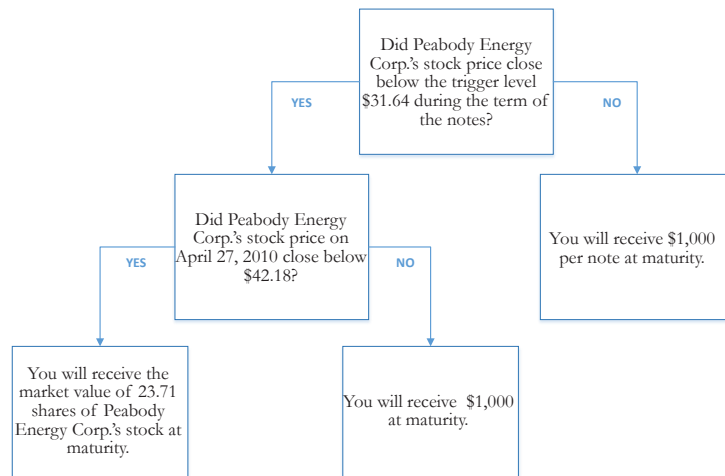 Did Peabody Energy
Corp.'s stock price close
below the trigger level
$31.64 during the term of
the notes?
YES
NO
Did Peabody Energy
Corp.'s stock price on
April 27, 2010 close below
$42.18?
You will receive $1,000
per note at maturity.
YES
NO
You will receive the
market value of 23.71
shares of Peabody
Energy Corp.'s stock at
maturity.
You will receive $1,000
at maturity.